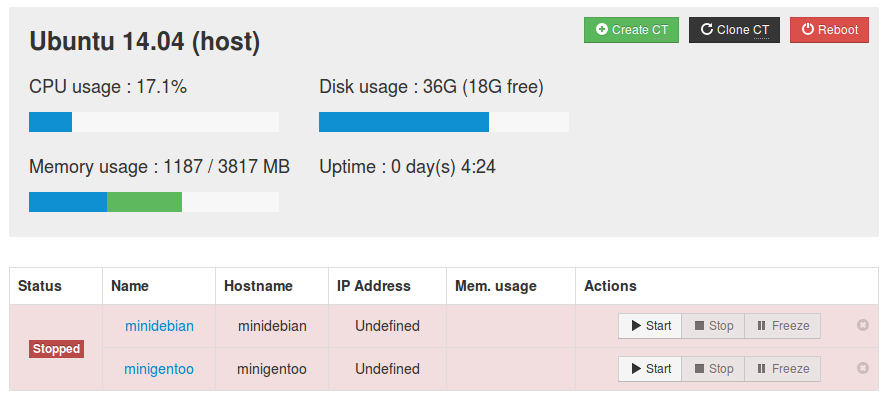 Ubuntu 14.04 (host)
Create CT Clone CT Reboot
CPU usage : 17.1% Disk usage : 36G (18G free)
Memory usage : 1187 / 3817 MB Uptime : 0 day(s) 4:24
Status Name Hostname IP Address Mem. usage Actions
minidebian minidebian Undefined Start Stop Freeze
Stopped
minigentoo minigentoo Undefined Start Stop Freeze